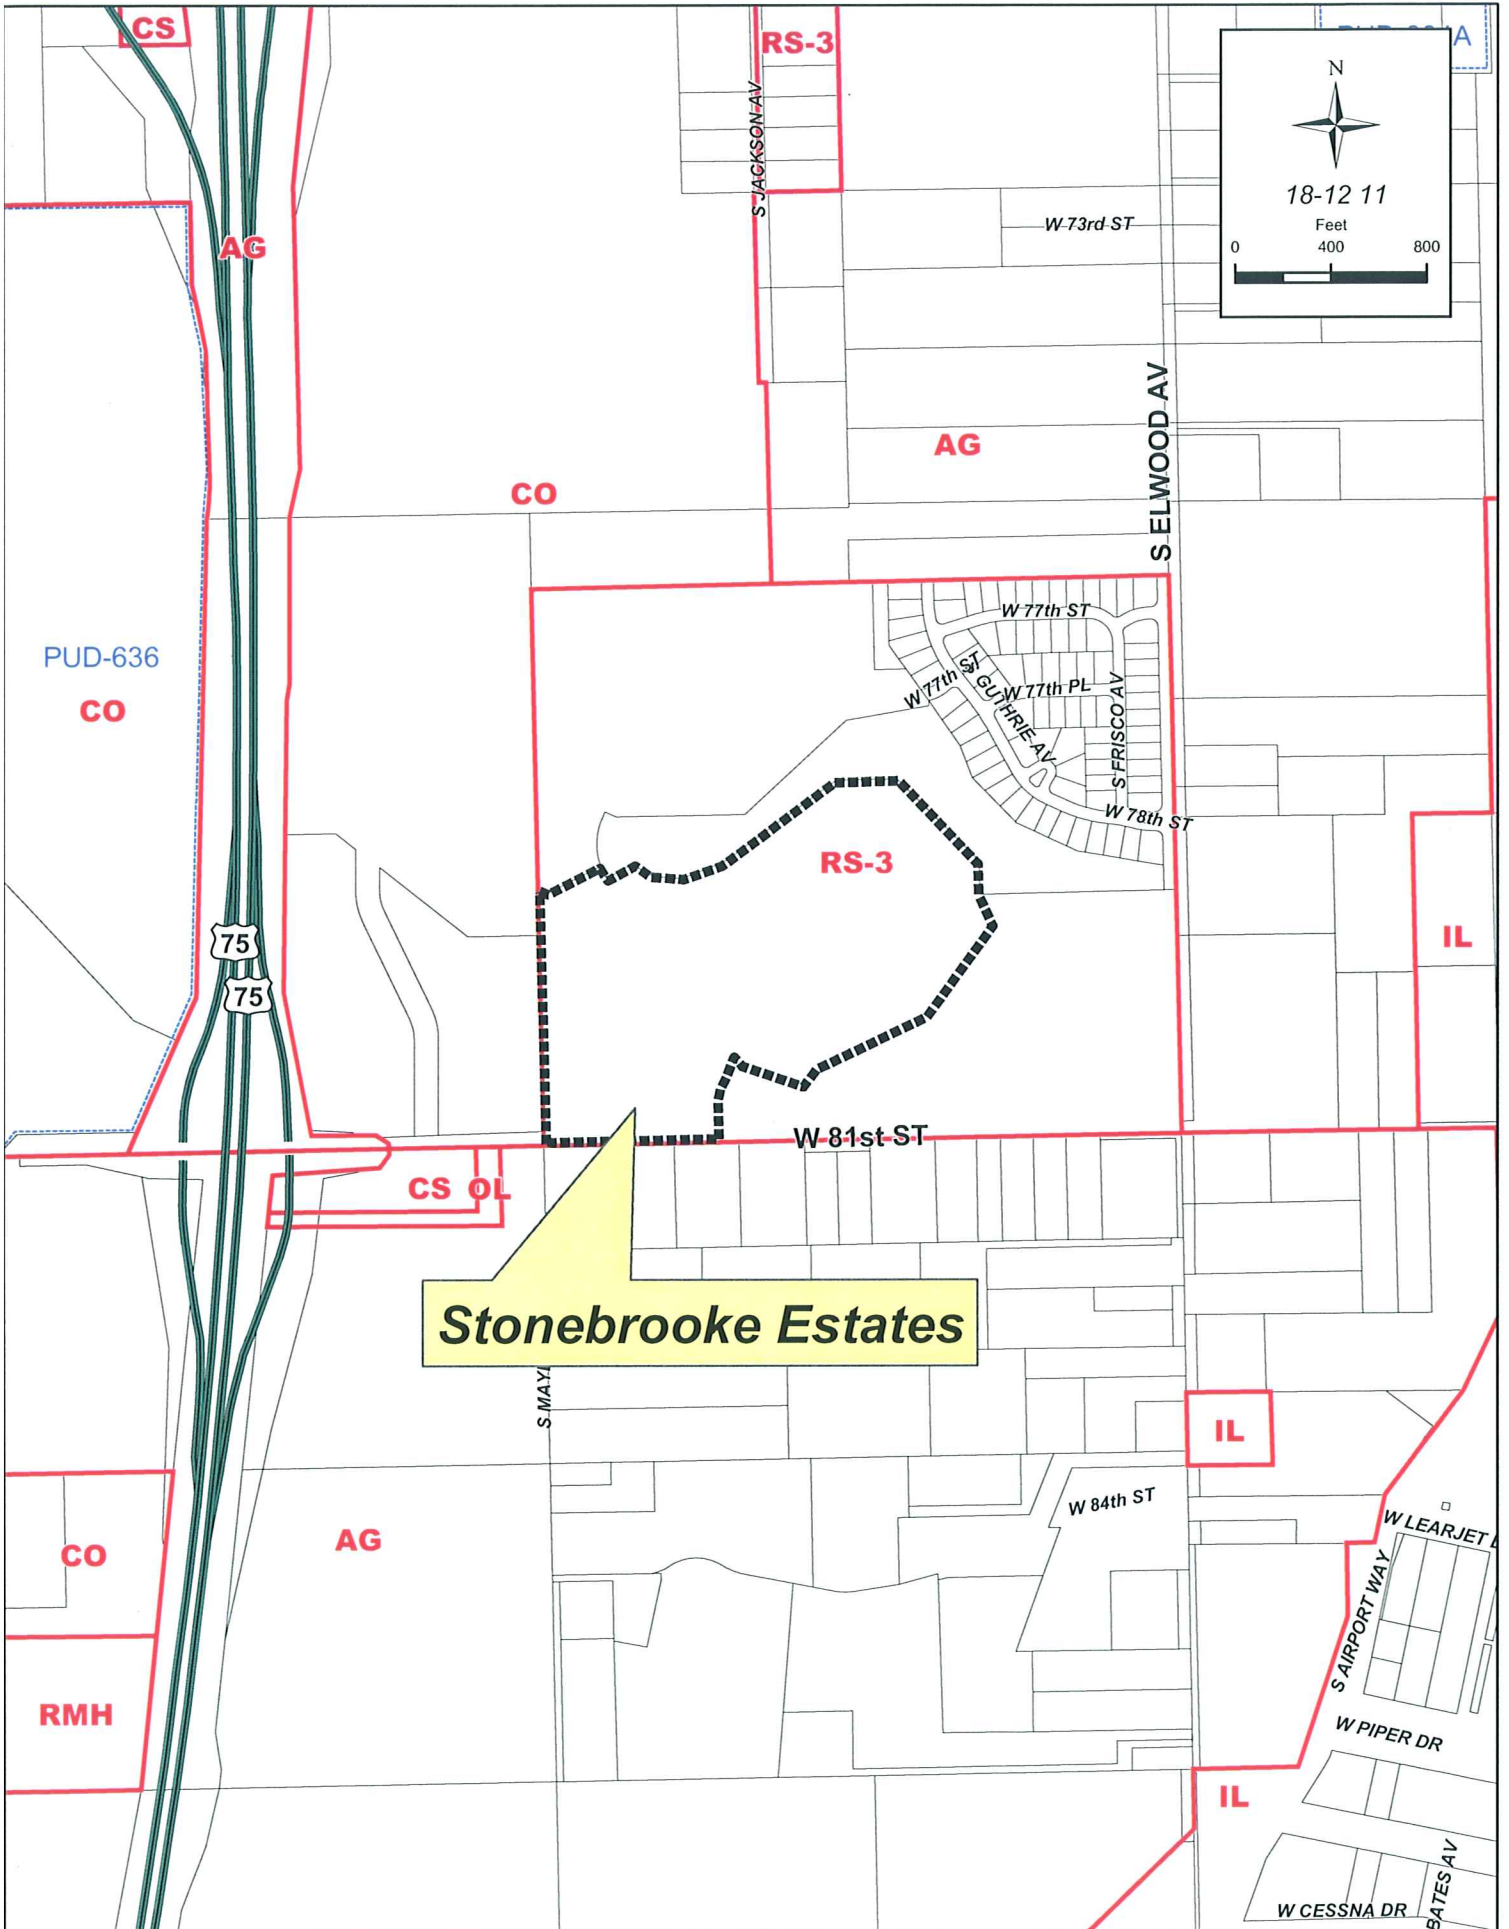 CS
RS-3
A
N
18-12 11
Feet
0 400 800
S JACKSON AV
W 73rd ST
AG
S ELWOOD AV
AG
CO
W 77th ST
PUD-636
CO
W 77th ST
S GUTHRIE AV
W 77th PL
S FRISCO AV
W 78th ST
RS-3
75
75
IL
W 81st ST
CS OL
Stonebrooke Estates
IL
W 84th ST
CO
AG
W LEARJET
S AIRPORT WAY
RMH
W PIPER DR
IL
BATES AV
W CESSNA DR